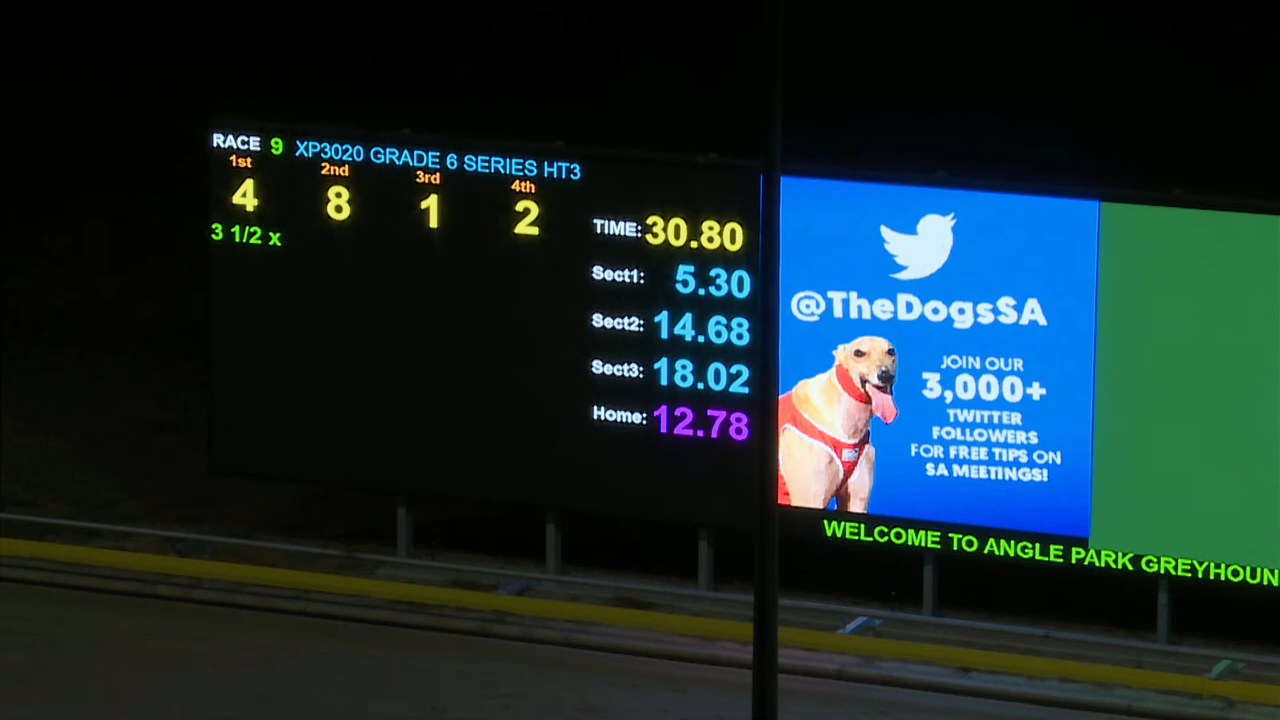 RACE 9 XP3020 GRADE 6 SERIES HT3
1st 2nd 3rd 4th
4 8 1 2
3 1/2 x
TIME: 30.80
Sect1: 5.30
Sect2: 14.68
Sect3: 18.02
Home: 12.78
@TheDogsSA
JOIN OUR
3,000+
TWITTER
FOLLOWERS
FOR FREE TIPS ON
SA MEETINGS!
WELCOME TO ANGLE PARK GREYHOUN